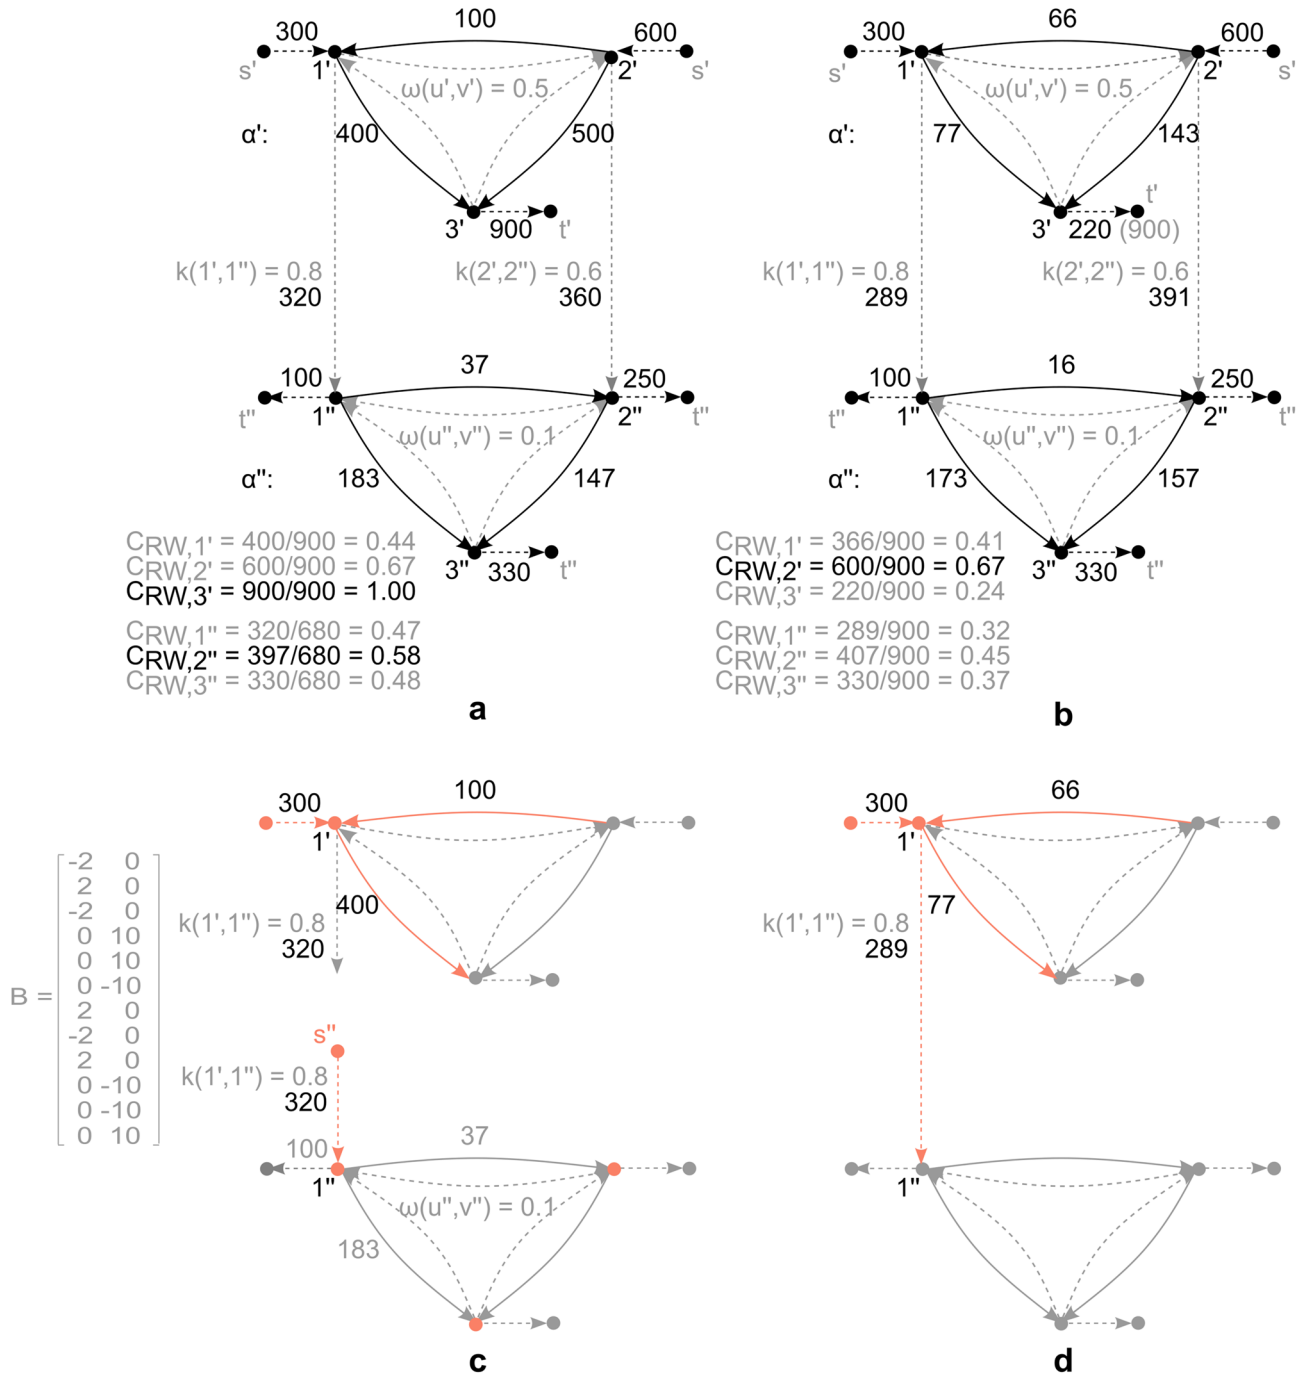 100
66
300
600
300
600
s'
1'
2'
s'
s'
1'
2'
s'
ω(u',v') = 0.5
ω(u',v') = 0.5
α':
400
500
α':
77
143
t'
3'
900
t'
3'
220 (900)
k(1',1'') = 0.8
k(2',2'') = 0.6
k(1',1'') = 0.8
k(2',2'') = 0.6
320
360
289
391
37
16
100
250
100
250
t''
1''
2''
t''
t''
1''
2''
t''
ω(u'',v'') = 0.1
ω(u'',v'') = 0.1
α'':
183
147
α'':
173
157
3''
330
t''
3''
330
t''
CRW,1' = 400/900 = 0.44
CRW,2' = 600/900 = 0.67
CRW,3' = 900/900 = 1.00
CRW,1'' = 320/680 = 0.47
CRW,2'' = 397/680 = 0.58
CRW,3'' = 330/680 = 0.48
CRW,1' = 366/900 = 0.41
CRW,2' = 600/900 = 0.67
CRW,3' = 220/900 = 0.24
CRW,1'' = 289/900 = 0.32
CRW,2'' = 407/900 = 0.45
CRW,3'' = 330/900 = 0.37
a
b
100
66
300
300
1'
1'
400
77
k(1',1'') = 0.8
k(1',1'') = 0.8
320
289
B =
-2 0
2 0
-2 0
0 10
0 10
0 -10
2 0
-2 0
2 0
0 -10
0 -10
0 10
s''
k(1',1'') = 0.8
320
37
100
1''
1''
ω(u'',v'') = 0.1
183
c
d